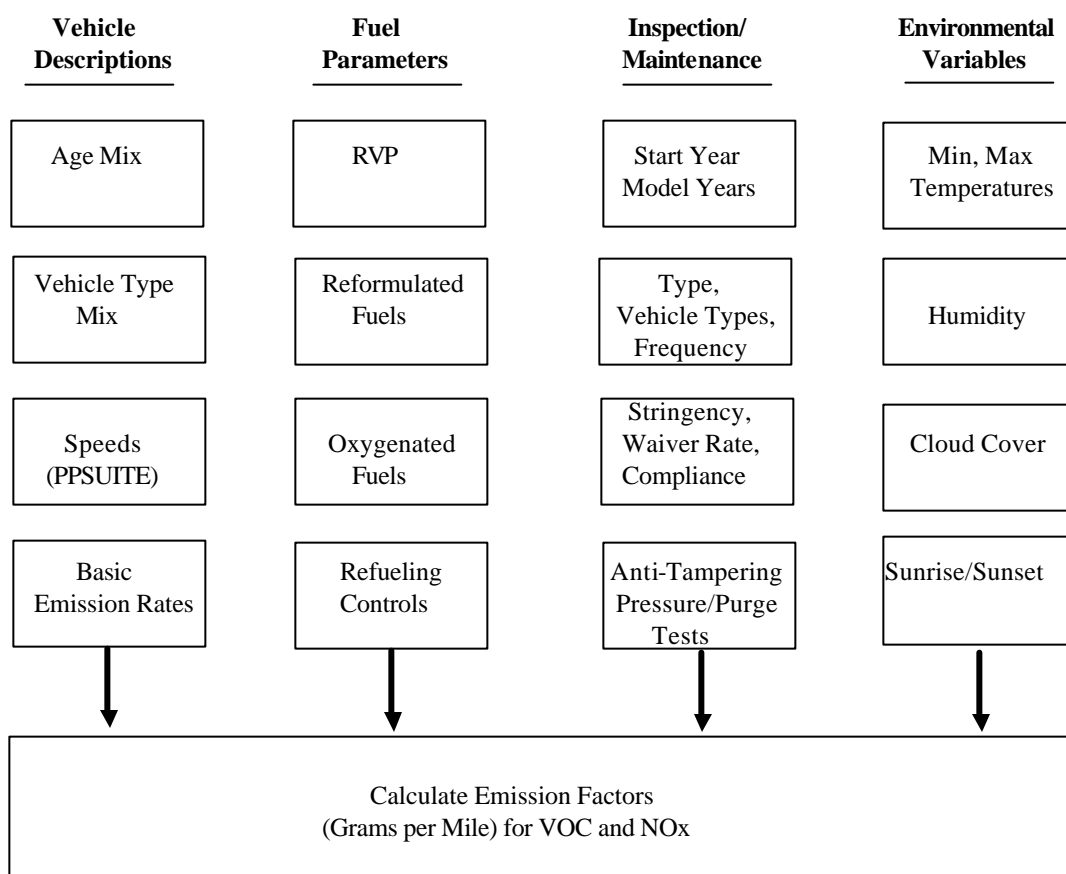 Vehicle
Descriptions
Fuel
Parameters
Inspection/
Maintenance
Environmental
Variables
Age Mix
RVP
Start Year
Model Years
Min, Max
Temperatures
Vehicle Type
Mix
Reformulated
Fuels
Type,
Vehicle Types,
Frequency
Humidity
Speeds
(PPSUITE)
Oxygenated
Fuels
Stringency,
Waiver Rate,
Compliance
Cloud Cover
Basic
Emission Rates
Refueling
Controls
Anti-Tampering
Pressure/Purge
Tests
Sunrise/Sunset
Calculate Emission Factors
(Grams per Mile) for VOC and NOx